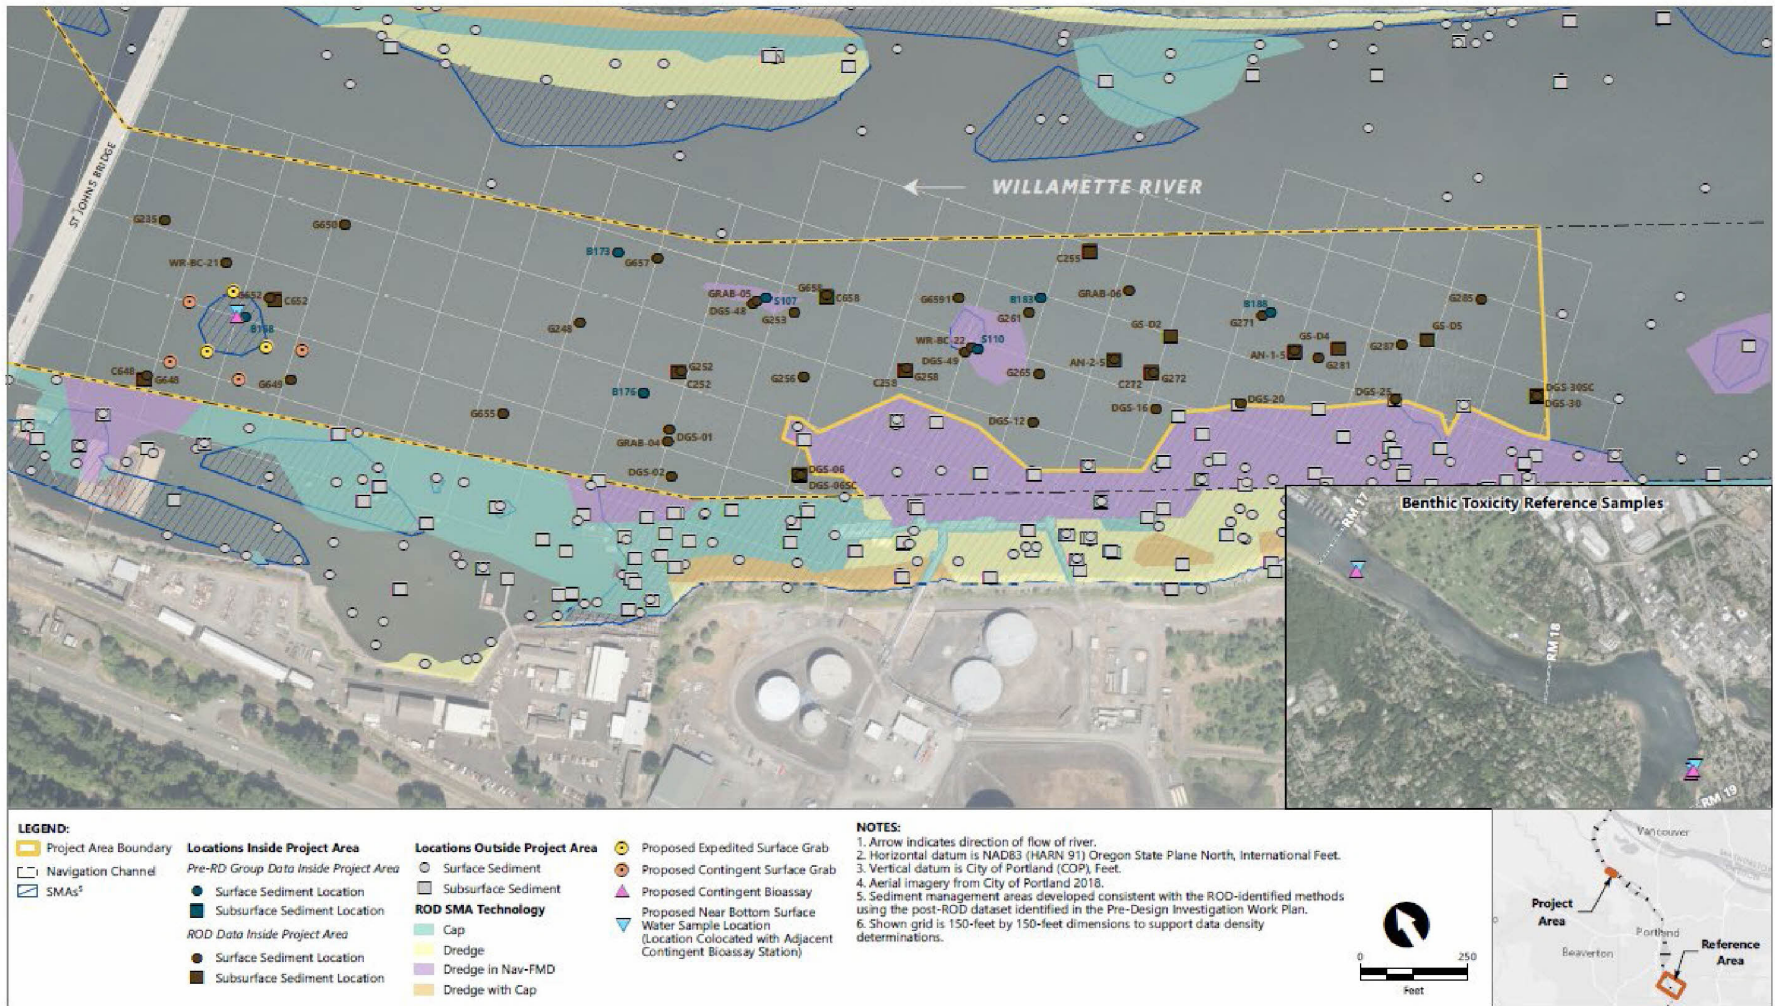 ST JOHNS BRIDGE
WILLAMETTE RIVER
G235
G650
WR-BC-21
G652
C652
B168
C648
G648
G649
B173
G657
G248
GRAB-05
S107
DGS-48
G253
C658
G6591
B183
G261
C255
GRAB-06
B188
G271
G285
GS-D2
GS-D4
GS-D5
WR-BC-22
S110
DGS-49
AN-2-5
AN-1-5
G281
G287
G252
C252
B176
G256
C258
G258
G265
C272
G272
G655
GRAB-04
DGS-01
DGS-02
DGS-06
DGS-06SC
DGS-12
DGS-16
DGS-20
DGS-25
DGS-30SC
DGS-30
Benthic Toxicity Reference Samples
RM 17
RM 18
RM 19
LEGEND:
Project Area Boundary
Navigation Channel
SMAs⁵
Locations Inside Project Area
Pre-RD Group Data Inside Project Area
Surface Sediment Location
Subsurface Sediment Location
ROD Data Inside Project Area
Surface Sediment Location
Subsurface Sediment Location
Locations Outside Project Area
Surface Sediment
Subsurface Sediment
ROD SMA Technology
Cap
Dredge
Dredge in Nav-FMD
Dredge with Cap
Proposed Expedited Surface Grab
Proposed Contingent Surface Grab
Proposed Contingent Bioassay
Proposed Near Bottom Surface
Water Sample Location
(Location Colocated with Adjacent
Contingent Bioassay Station)
NOTES:
1. Arrow indicates direction of flow of river.
2. Horizontal datum is NAD83 (HARN 91) Oregon State Plane North, International Feet.
3. Vertical datum is City of Portland (COP), Feet.
4. Aerial imagery from City of Portland 2018.
5. Sediment management areas developed consistent with the ROD-identified methods
using the post-ROD dataset identified in the Pre-Design Investigation Work Plan.
6. Shown grid is 150-feet by 150-feet dimensions to support data density
determinations.
0 250
Feet
Vancouver
Project
Area
Portland
Beaverton
Reference
Area